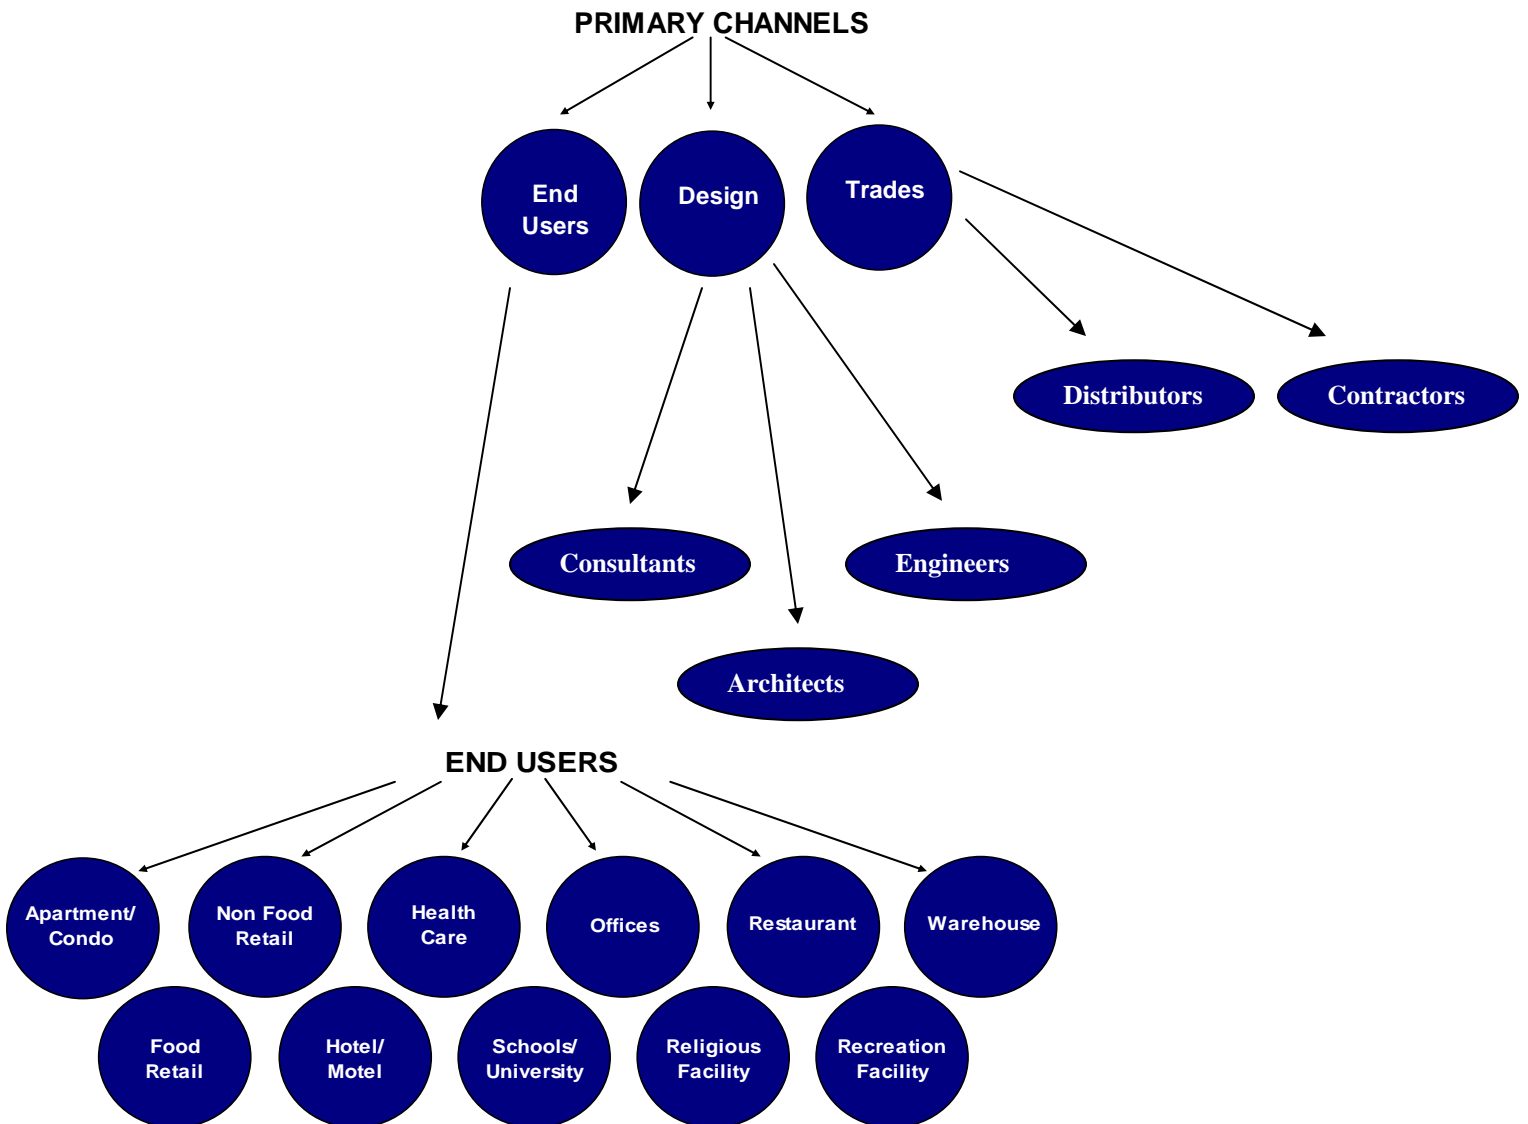 PRIMARY CHANNELS
End
Users
Design
Trades
Distributors
Contractors
Consultants
Engineers
Architects
END USERS
Apartment/
Condo
Non Food
Retail
Health
Care
Offices
Restaurant
Warehouse
Food
Retail
Hotel/
Motel
Schools/
University
Religious
Facility
Recreation
Facility